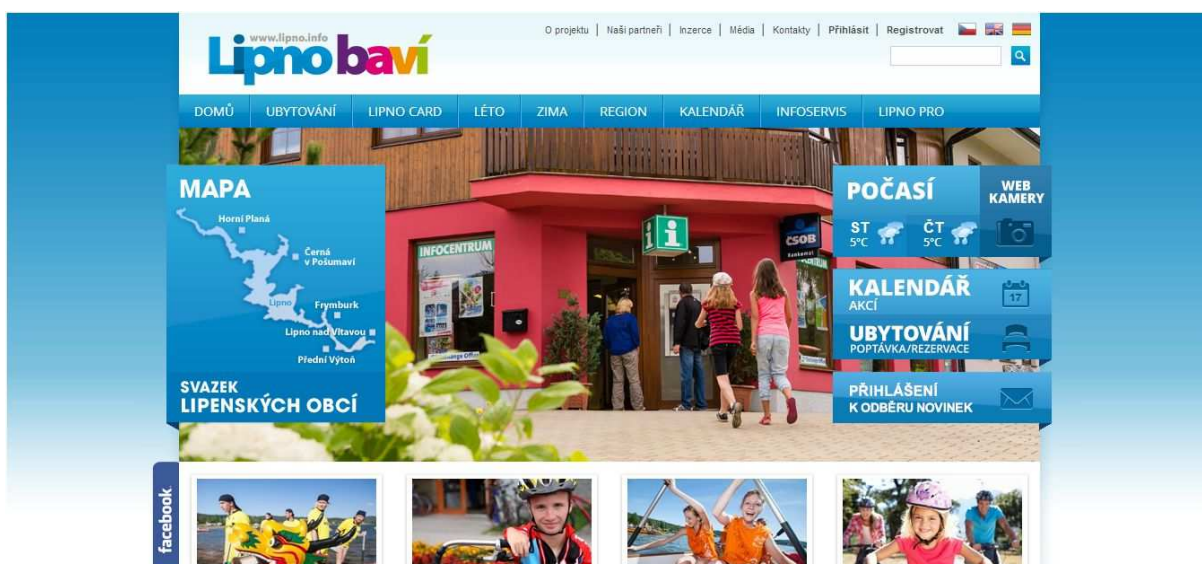 www.lipno.info
Lipno baví
O projektu | Naši partneři | Inzerce | Média | Kontakty | Přihlásit | Registrovat
DOMŮ UBYTOVÁNÍ LIPNO CARD LÉTO ZIMA REGION KALENDÁŘ INFOSERVIS LIPNO PRO
MAPA
Horní Planá
Černá
v Pošumaví
Lipno
Frymburk
Lipno nad Vltavou
Přední Výtoň
SVAZEK
LIPENSKÝCH OBCÍ
INFOCENTRUM
i i
ČSOB
Bankomat
POČASÍ
ST ČT
5°C 5°C
WEB
KAMERY
KALENDÁŘ
AKCÍ
17
UBYTOVÁNÍ
POPTÁVKA/REZERVACE
PŘIHLÁŠENÍ
K ODBĚRU NOVINEK
facebook